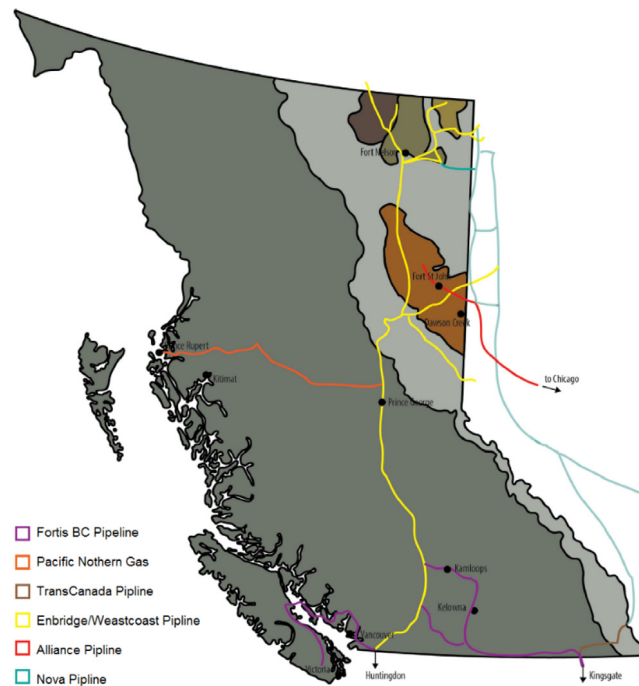 Fort Nelson
Fort St John
Dawson Creek
to Chicago
ce Rupert
Kitimat
Prince George
Fortis BC Pipeline
Pacific Nothern Gas
TransCanada Pipline
Enbridge/Weastcoast Pipline
Alliance Pipline
Nova Pipline
Kamloops
Kelowna
Vancouver
Victoria
Huntingdon
Kingsgate